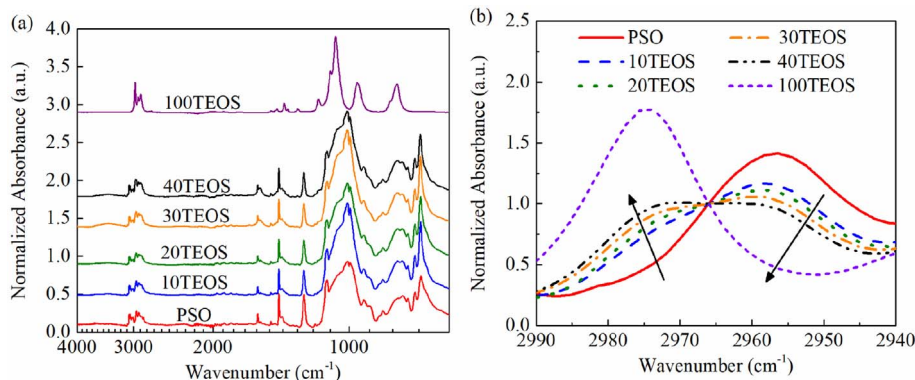 (a)
4.0
3.5
3.0
2.5
2.0
1.5
1.0
0.5
0.0
Normalized Absorbance (a.u.)
100TEOS
40TEOS
30TEOS
20TEOS
10TEOS
PSO
4000 3000 2000 1000
Wavenumber (cm⁻¹)
(b)
2.5
2.0
1.5
1.0
0.5
0.0
Normalized Absorbance (a.u.)
PSO 30TEOS
10TEOS 40TEOS
20TEOS 100TEOS
2990 2980 2970 2960 2950 2940
Wavenumber (cm⁻¹)